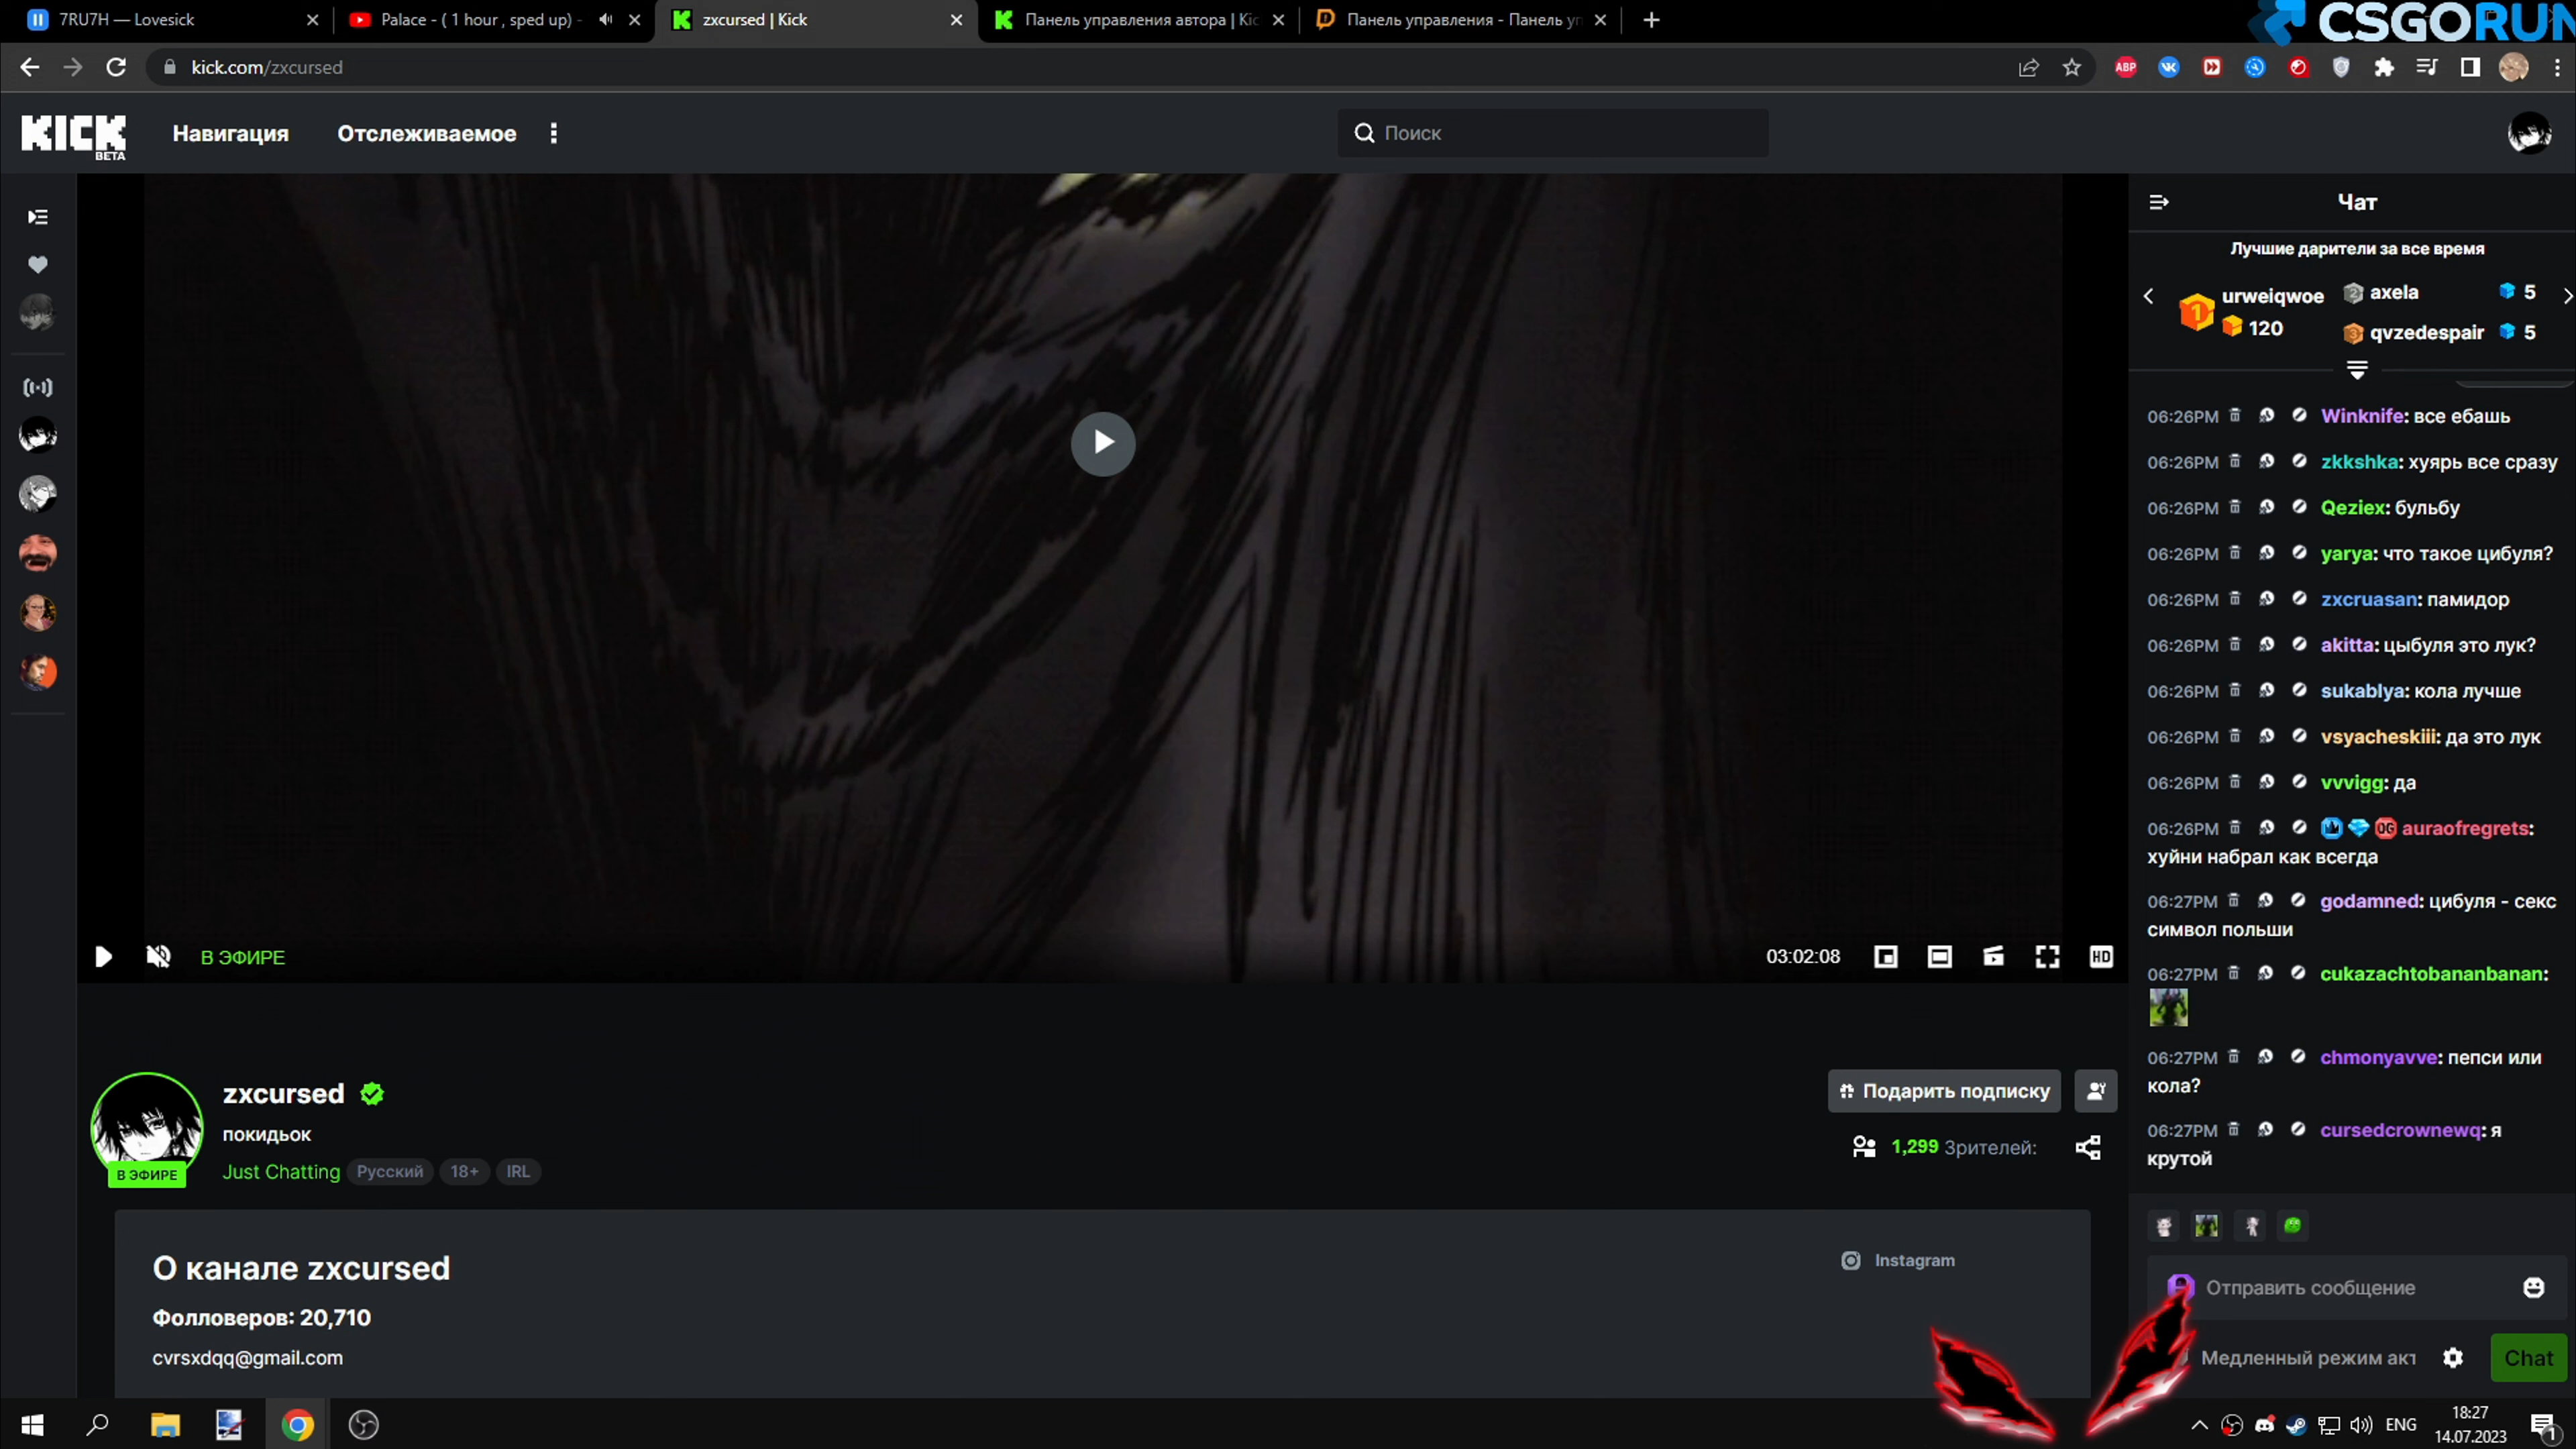 7RU7H — Lovesick
Palace - ( 1 hour , sped up) -
zxcursed | Kick
Панель управления автора | Kic
Панель управления - Панель уп
CSGORUN
kick.com/zxcursed
ABP
KICK
BETA
Навигация
Отслеживаемое
Поиск
Чат
Лучшие дарители за все время
1
urweiqwoe
120
2
axela
5
3
qvzedespair
5
06:26PM Winknife: все ебашь
06:26PM zkkshka: хуярь все сразу
06:26PM Qeziex: бульбу
06:26PM yarya: что такое цибуля?
06:26PM zxcruasan: памидор
06:26PM akitta: цыбуля это лук?
06:26PM sukablya: кола лучше
06:26PM vsyacheskiii: да это лук
06:26PM vvvigg: да
06:26PM OG auraofregrets:
хуйни набрал как всегда
06:27PM godamned: цибуля - секс
символ польши
06:27PM cukazachtobananbanan:
06:27PM chmonyavve: пепси или
кола?
06:27PM cursedcrownewq: я
крутой
В ЭФИРЕ
03:02:08
HD
zxcursed
покидьок
В ЭФИРЕ
Just Chatting
Русский
18+
IRL
Подарить подписку
1,299 Зрителей:
О канале zxcursed
Фолловеров: 20,710
cvrsxdqq@gmail.com
Instagram
Отправить сообщение
Медленный режим акт
Chat
ENG
18:27
14.07.2023
1